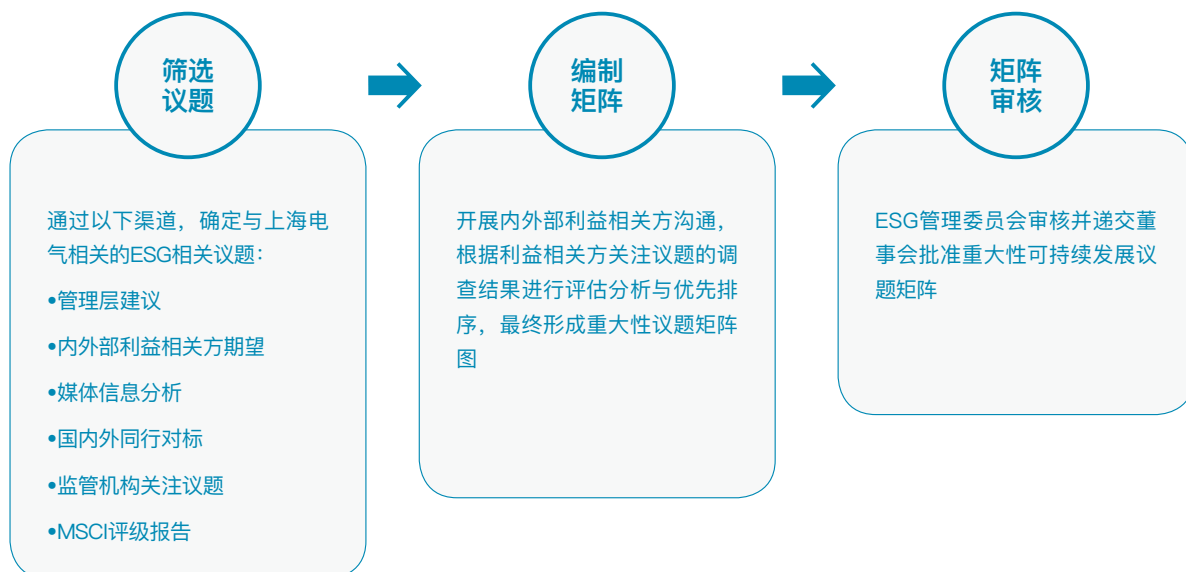 筛选
议题
通过以下渠道，确定与上海电
气相关的ESG相关议题：
•管理层建议
•内外部利益相关方期望
•媒体信息分析
•国内外同行对标
•监管机构关注议题
•MSCI评级报告
编制
矩阵
开展内外部利益相关方沟通，
根据利益相关方关注议题的调
查结果进行评估分析与优先排
序，最终形成重大性议题矩阵
图
矩阵
审核
ESG管理委员会审核并递交董
事会批准重大性可持续发展议
题矩阵